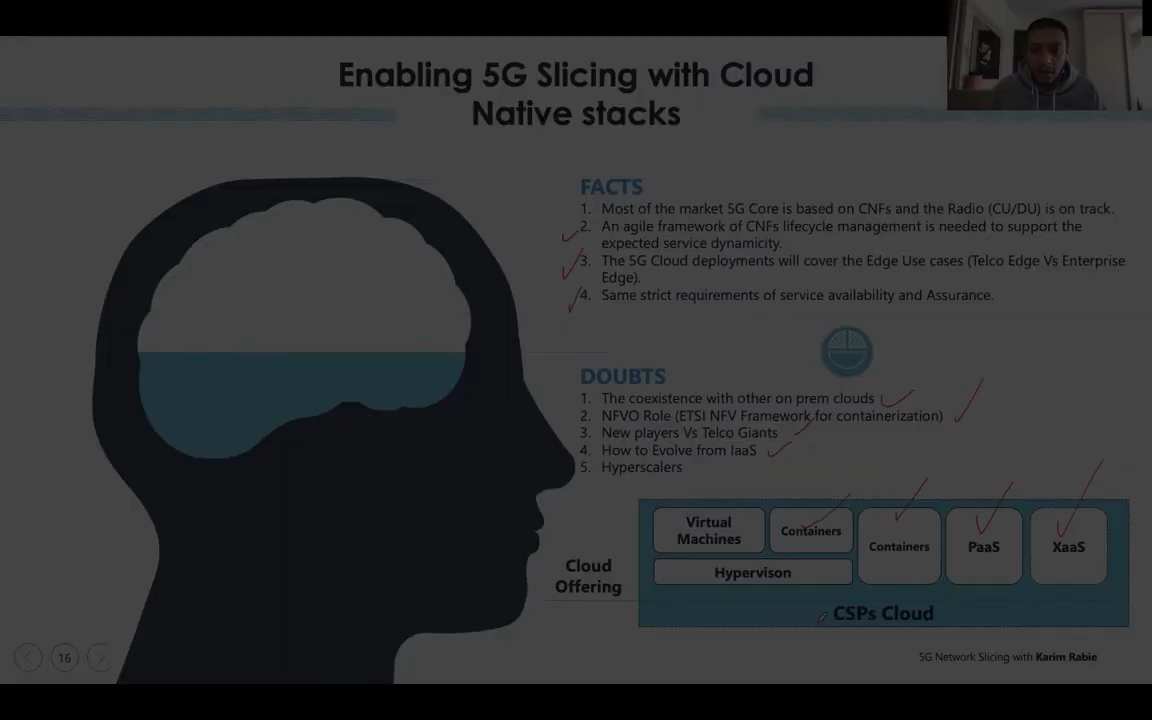 Enabling 5G Slicing with Cloud
Native stacks
FACTS
1. Most of the market 5G Core is based on CNFs and the Radio (CU/DU) is on track.
2. An agile framework of CNFs lifecycle management is needed to support the
expected service dynamicity.
3. The 5G Cloud deployments will cover the Edge Use cases (Telco Edge Vs Enterprise
Edge).
4. Same strict requirements of service availability and Assurance.
DOUBTS
1. The coexistence with other on prem clouds
2. NFVO Role (ETSI NFV Framework for containerization)
3. New players Vs Telco Giants
4. How to Evolve from IaaS
5. Hyperscalers
Cloud
Offering
Virtual
Machines
Containers
Hypervison
Containers
PaaS
XaaS
CSPs Cloud
16
5G Network Slicing with Karim Rabie